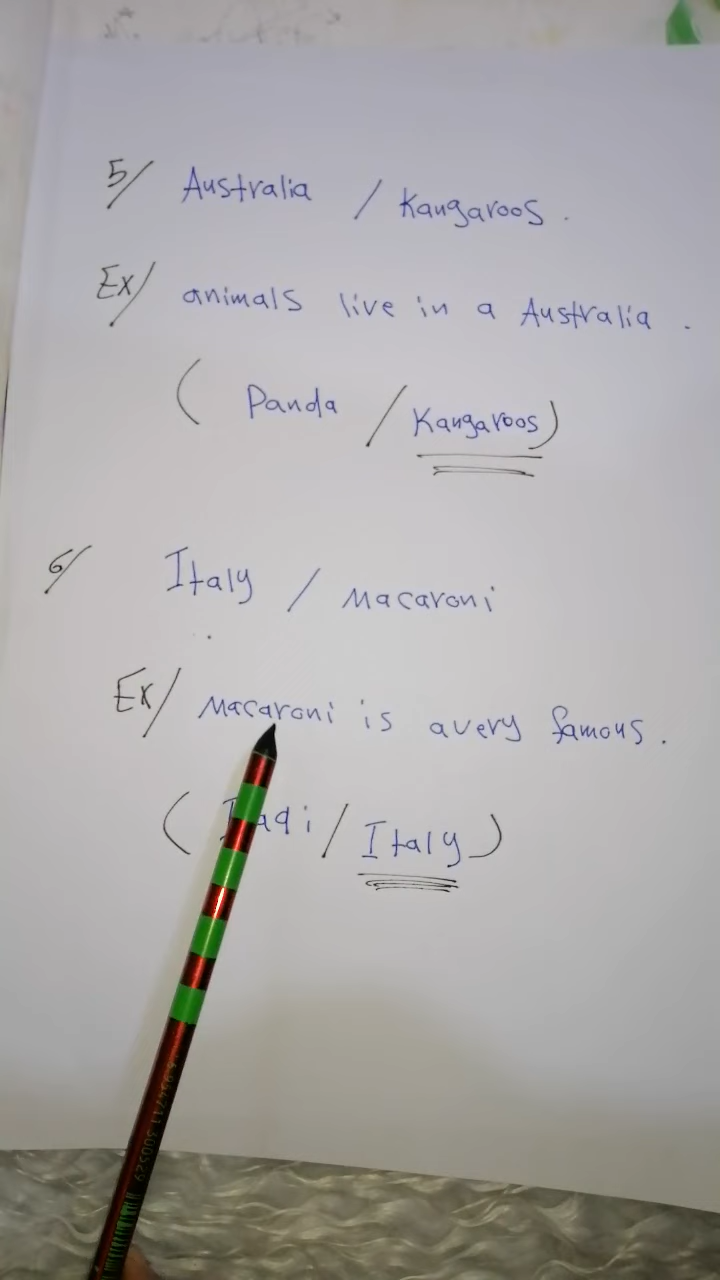 5/ Australia / Kangaroos.
Ex/ animals live in a Australia.
( Panda / Kangaroos)
6/ Italy / Macaroni
Ex/ Macaroni is avery famous.
( / Italy )